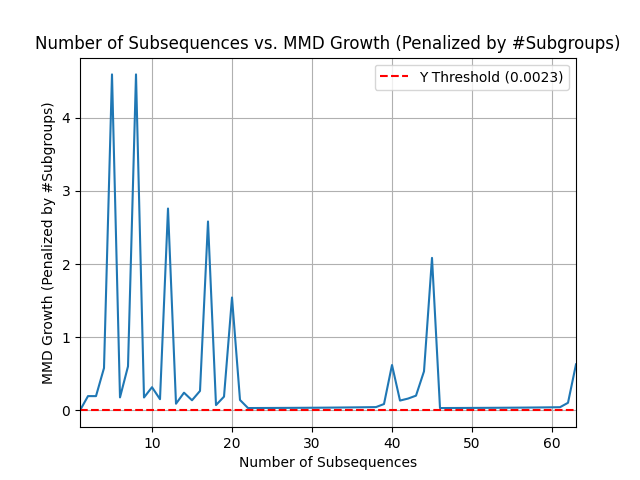 Number of Subsequences vs. MMD Growth (Penalized by #Subgroups)
Y Threshold (0.0023)
MMD Growth (Penalized by #Subgroups)
4
3
2
1
0
10 20 30 40 50 60
Number of Subsequences